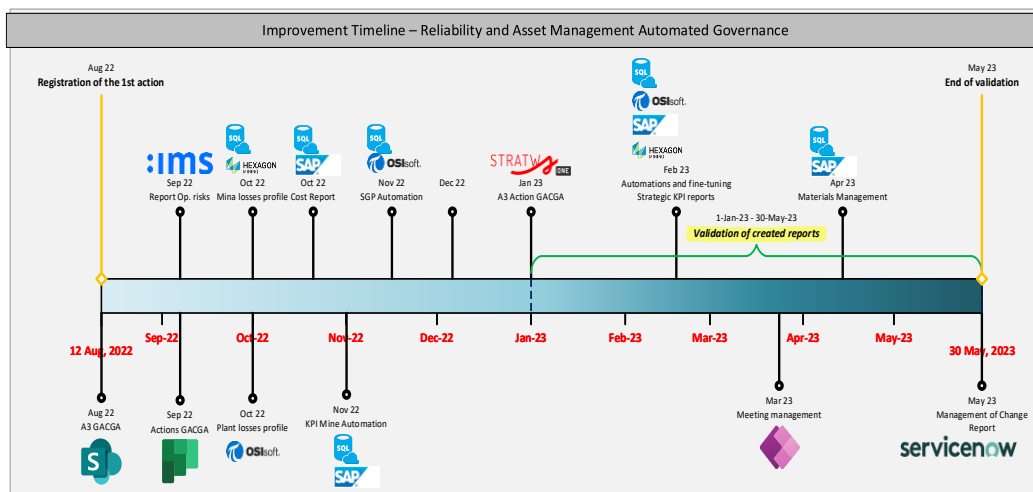 Improvement Timeline – Reliability and Asset Management Automated Governance
Aug 22
Registration of the 1st action
May 23
End of validation
:ıms
Sep 22
Report Op. risks
SQL
HEXAGON
MINING
Oct 22
Mina losses profile
SQL
SAP
Oct 22
Cost Report
SQL
OSIsoft.
Nov 22
SGP Automation
Dec 22
STRATWs
ONE
Jan 23
A3 Action GACGA
SQL
OSIsoft.
SAP
HEXAGON
MINING
Feb 23
Automations and fine-tuning
Strategic KPI reports
SQL
SAP
Apr 23
Materials Management
1-Jan-23 - 30-May-23
Validation of created reports
12 Aug, 2022
Sep-22
Oct-22
Nov-22
Dec-22
Jan-23
Feb-23
Mar-23
Apr-23
May-23
30 May, 2023
Aug 22
A3 GACGA
S
Sep 22
Actions GACGA
Oct 22
Plant losses profile
OSIsoft.
Nov 22
KPI Mine Automation
SQL
SAP
Mar 23
Meeting management
May 23
Management of Change
Report
servicenow